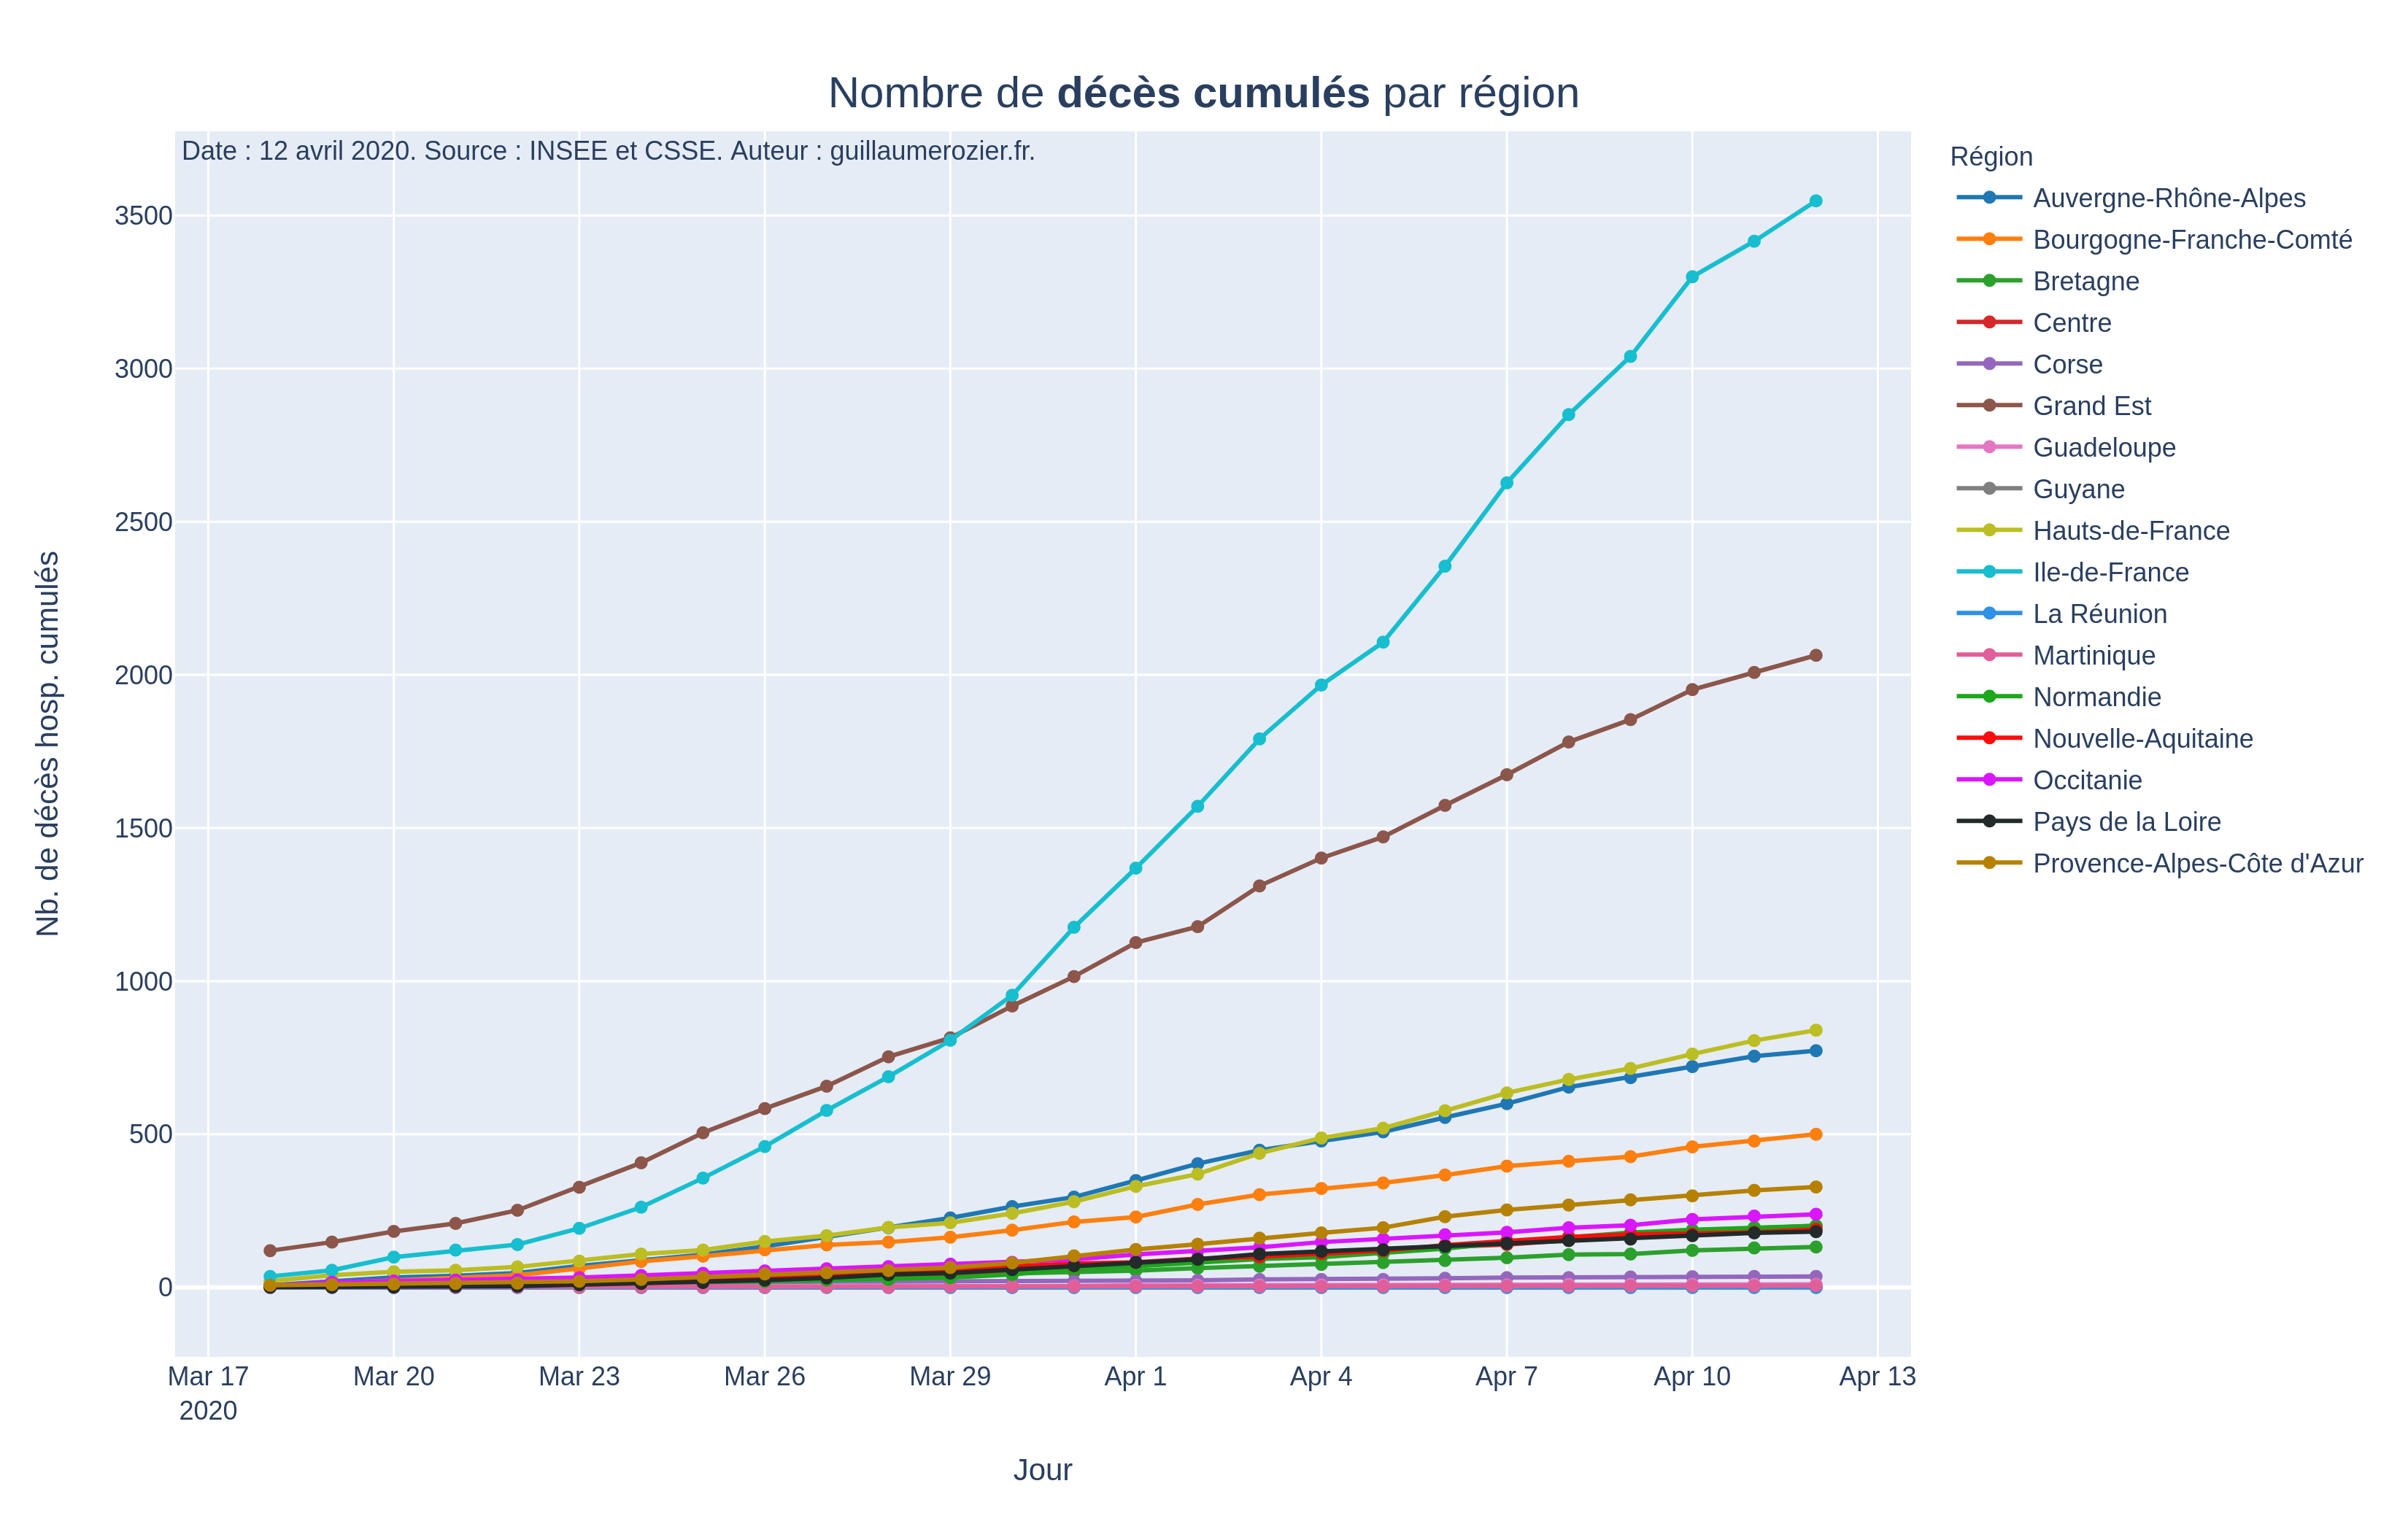 Nombre de décès cumulés par région
Date : 12 avril 2020. Source : INSEE et CSSE. Auteur : guillaumerozier.fr.
Nb. de décès hosp. cumulés
3500
3000
2500
2000
1500
1000
500
0
Mar 17
2020
Mar 20
Mar 23
Mar 26
Mar 29
Apr 1
Apr 4
Apr 7
Apr 10
Apr 13
Jour
Région
Auvergne-Rhône-Alpes
Bourgogne-Franche-Comté
Bretagne
Centre
Corse
Grand Est
Guadeloupe
Guyane
Hauts-de-France
Ile-de-France
La Réunion
Martinique
Normandie
Nouvelle-Aquitaine
Occitanie
Pays de la Loire
Provence-Alpes-Côte d'Azur